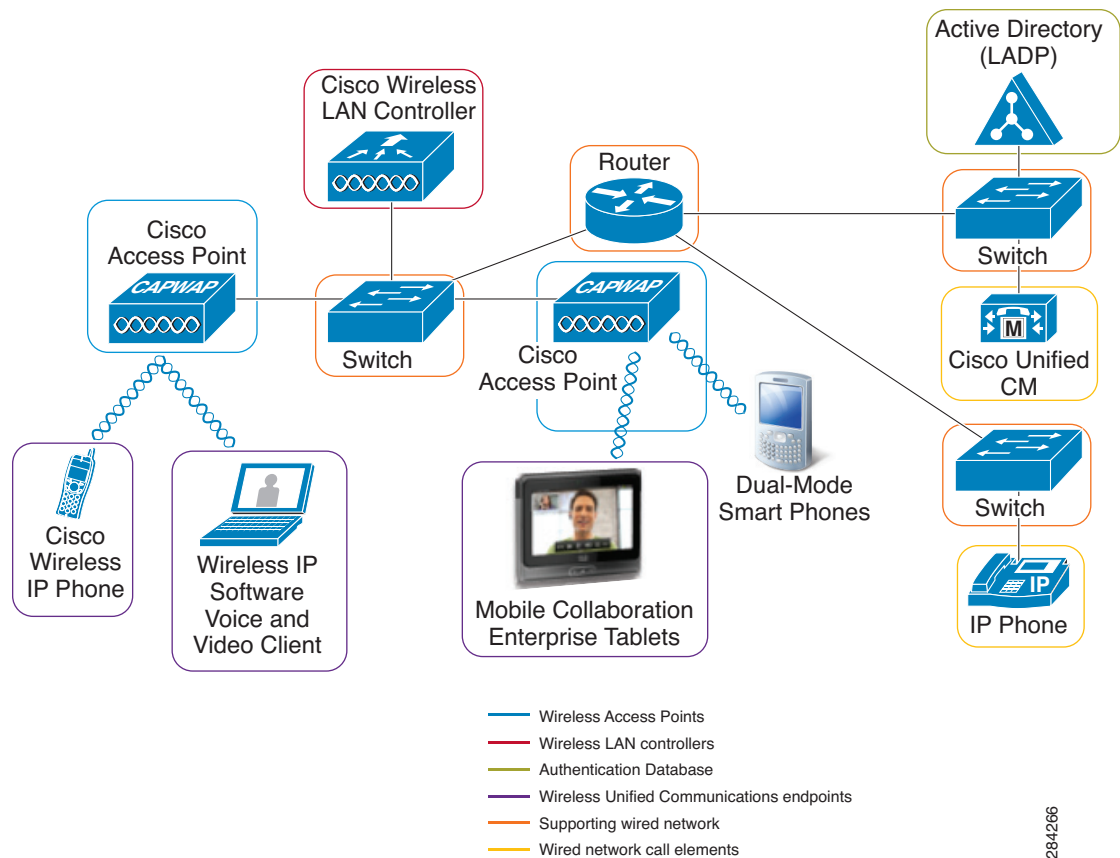 Active Directory
(LADP)
Cisco Wireless
LAN Controller
Router
Cisco
Access Point
CAPWAP
Switch
CAPWAP
Cisco
Access Point
Switch
M
Cisco Unified
CM
Switch
IP
IP Phone
Dual-Mode
Smart Phones
Cisco
Wireless
IP Phone
Wireless IP
Software
Voice and
Video Client
Mobile Collaboration
Enterprise Tablets
Wireless Access Points
Wireless LAN controllers
Authentication Database
Wireless Unified Communications endpoints
Supporting wired network
Wired network call elements
284266